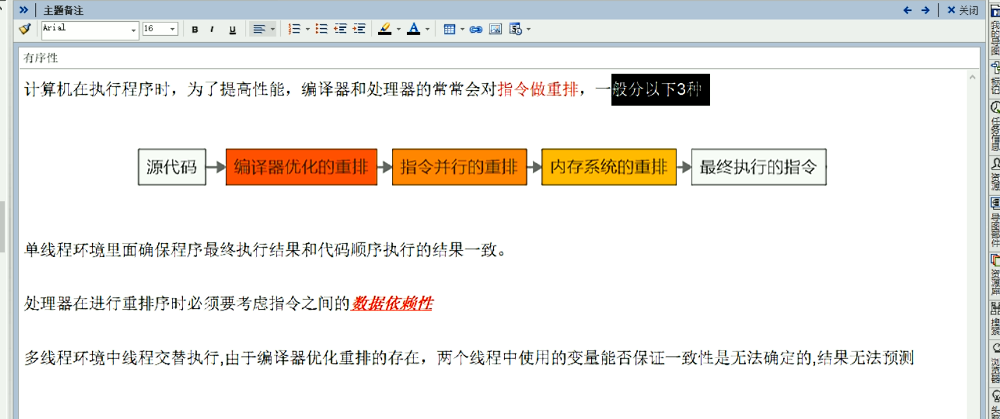 主题备注
关闭
Arial
16
B I U
A
有序性
计算机在执行程序时，为了提高性能，编译器和处理器的常常会对指令做重排，一般分以下3种
源代码
编译器优化的重排
指令并行的重排
内存系统的重排
最终执行的指令
单线程环境里面确保程序最终执行结果和代码顺序执行的结果一致。
处理器在进行重排序时必须要考虑指令之间的数据依赖性
多线程环境中线程交替执行,由于编译器优化重排的存在，两个线程中使用的变量能否保证一致性是无法确定的,结果无法预测
我的导图
标记
任务信息
资源
导图部件
资源库
搜索
浏览器